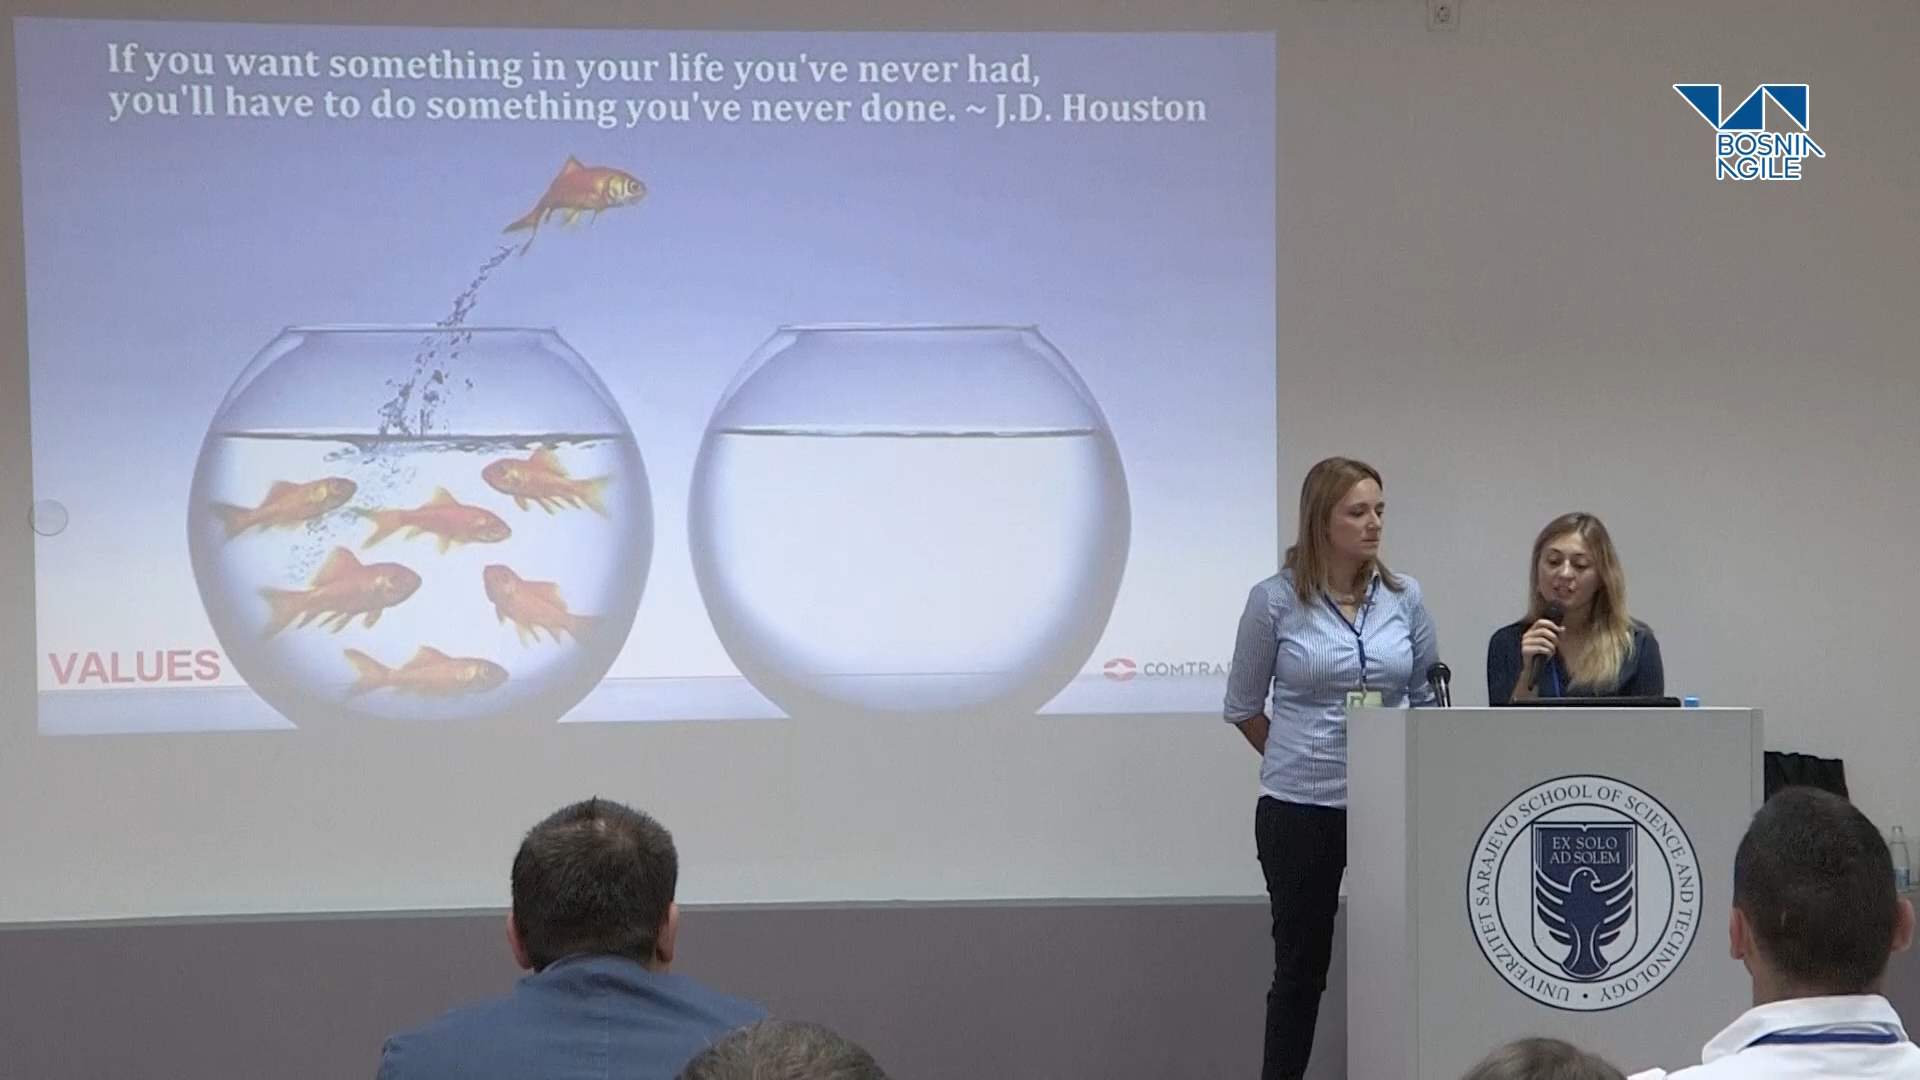 If you want something in your life you've never had,
you'll have to do something you've never done. ~ J.D. Houston
BOSNIA
AGILE
VALUES
COMTRA
UNIVERZITET SARAJEVO SCHOOL OF SCIENCE AND TECHNOLOGY •
EX SOLO
AD SOLEM